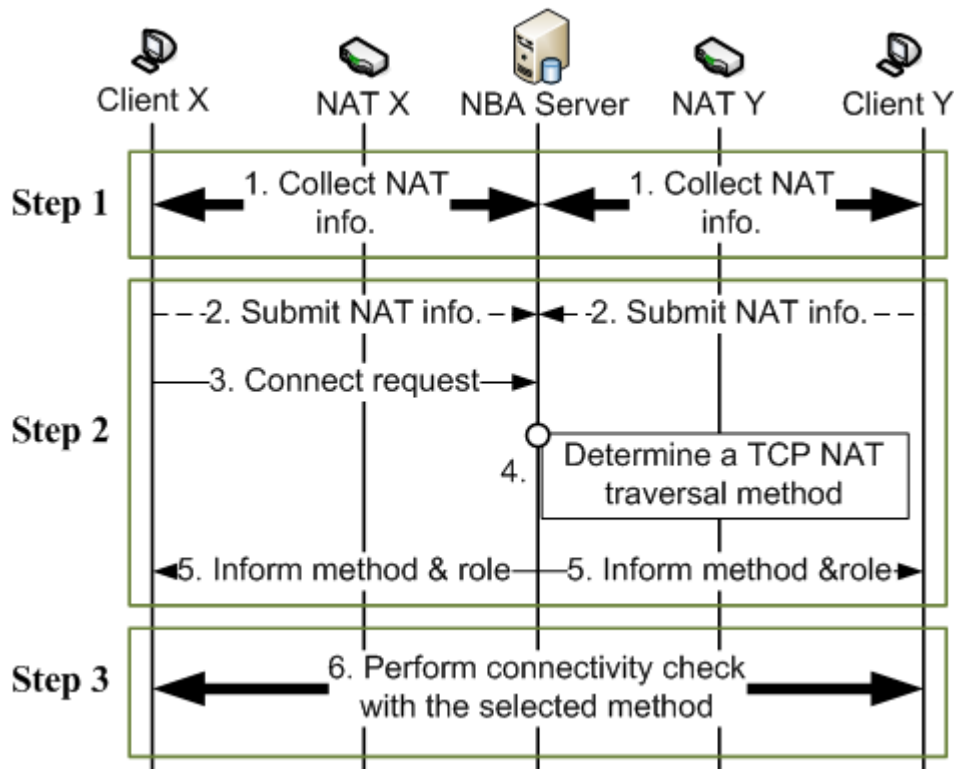 Client X
NAT X
NBA Server
NAT Y
Client Y
Step 1
1. Collect NAT
info.
1. Collect NAT
info.
Step 2
2. Submit NAT info.
2. Submit NAT info.
3. Connect request
4.
Determine a TCP NAT
traversal method
5. Inform method & role
5. Inform method &role
Step 3
6. Perform connectivity check
with the selected method